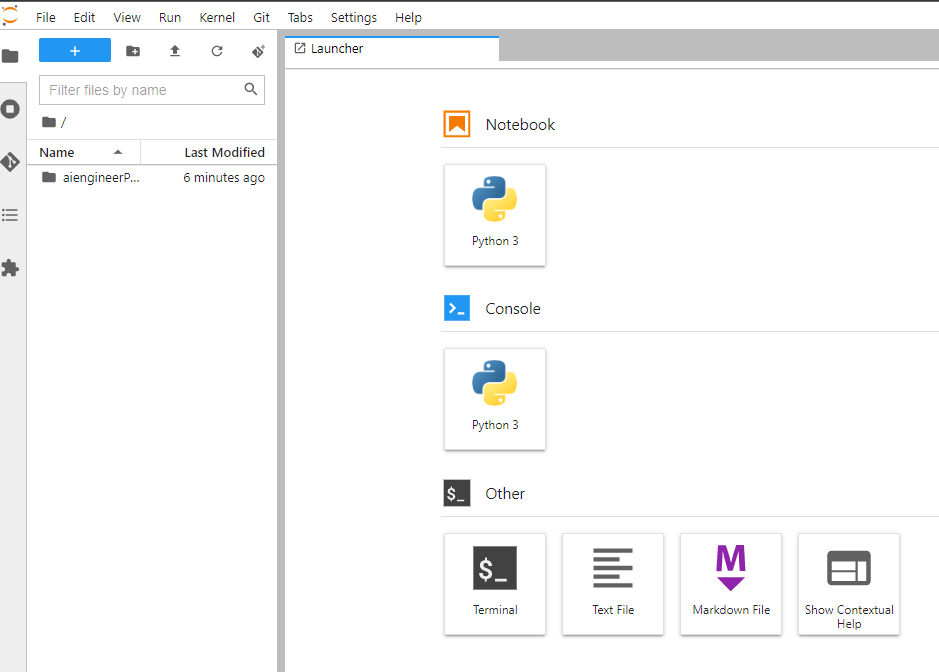 File Edit View Run Kernel Git Tabs Settings Help
+
Filter files by name
/
Name Last Modified
aiengineerP... 6 minutes ago
Launcher
Notebook
Python 3
Console
Python 3
$_ Other
$_
Terminal
Text File
M
Markdown File
Show Contextual
Help